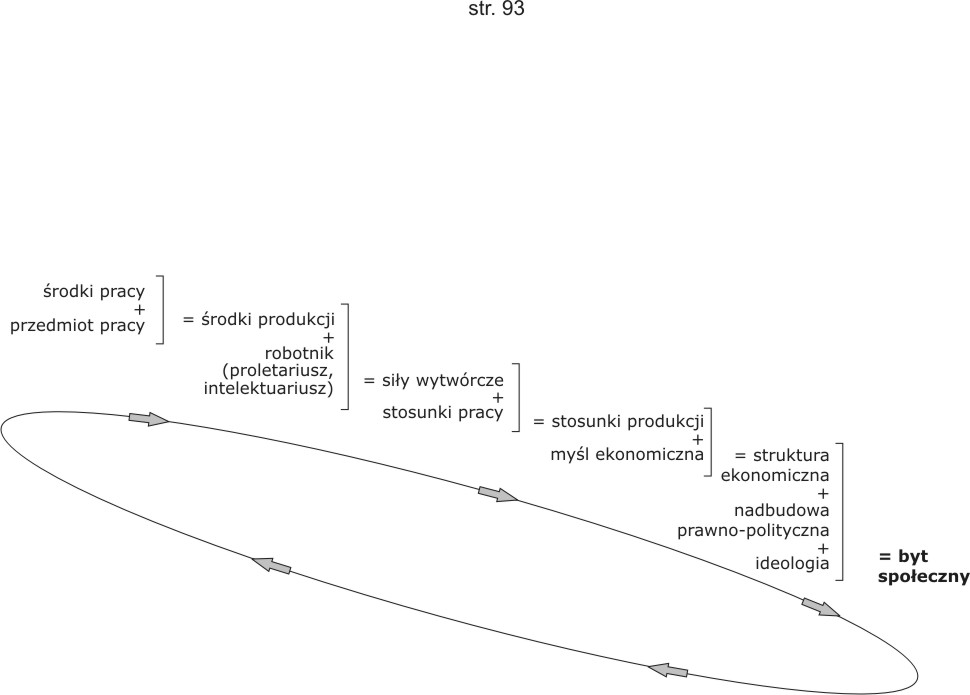 str. 93
środki pracy
+
przedmiot pracy
= środki produkcji
+
robotnik
(proletariusz,
intelektuariusz)
= siły wytwórcze
+
stosunki pracy
= stosunki produkcji
+
myśl ekonomiczna
= struktura
ekonomiczna
+
nadbudowa
prawno-polityczna
+
ideologia
= byt
społeczny